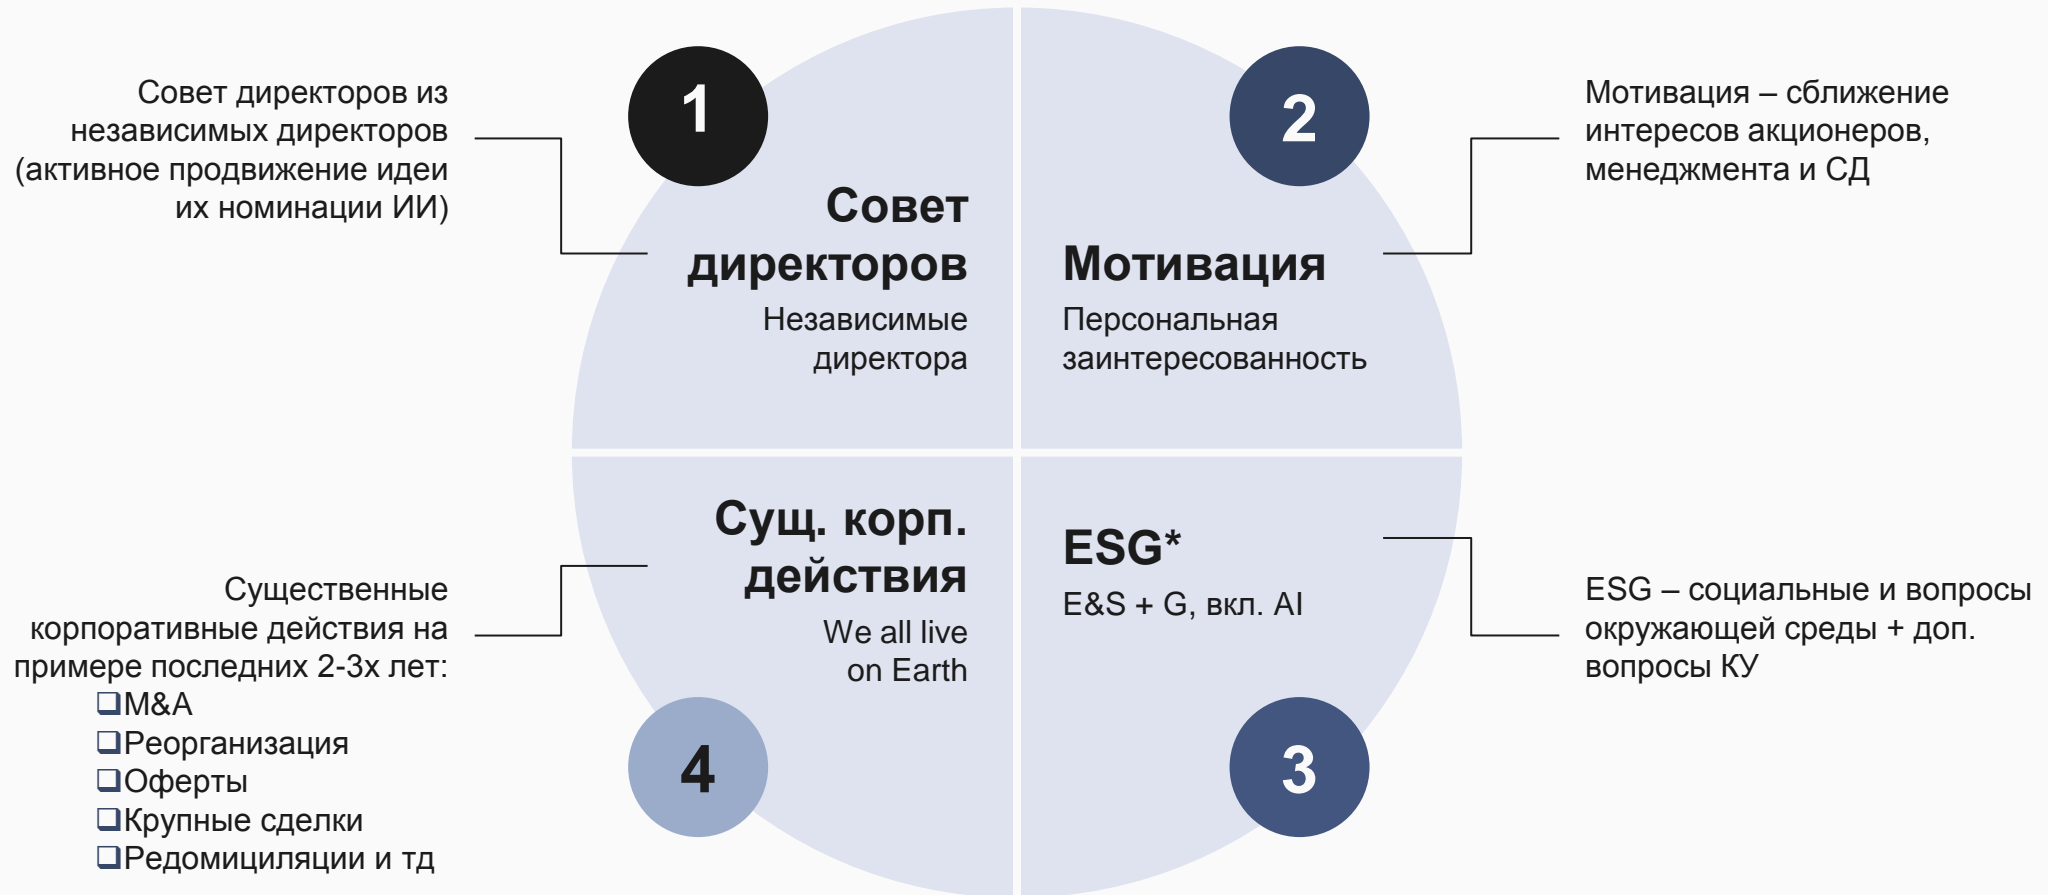 1
Совет директоров из
независимых директоров
(активное продвижение идеи
их номинации ИИ)
Совет
директоров
Независимые
директора
2
Мотивация
Персональная
заинтересованность
Мотивация – сближение
интересов акционеров,
менеджмента и СД
Сущ. корп.
действия
We all live
on Earth
4
Существенные
корпоративные действия на
примере последних 2-3х лет:
❑M&A
❑Реорганизация
❑Оферты
❑Крупные сделки
❑Редомициляции и тд
ESG*
E&S + G, вкл. AI
3
ESG – социальные и вопросы
окружающей среды + доп.
вопросы КУ